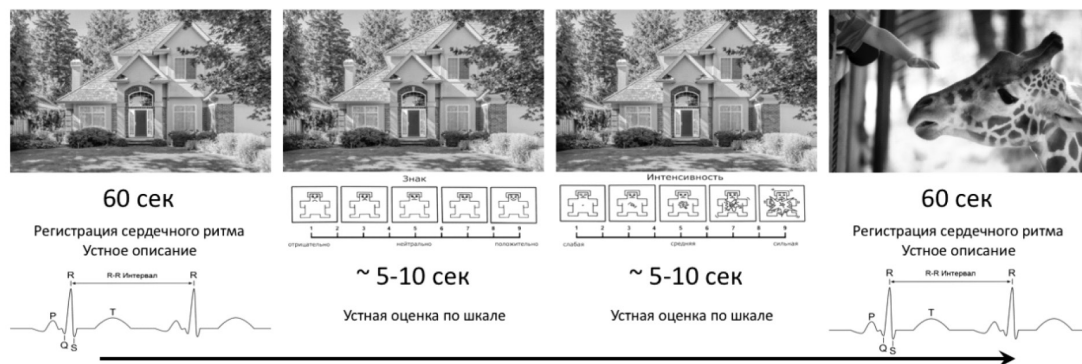 60 сек
Регистрация сердечного ритма
Устное описание
R R-R Интервал R
P Q S T
Знак
1 2 3 4 5 6 7 8 9
отрицательно нейтрально положительно
~ 5-10 сек
Устная оценка по шкале
Интенсивность
1 2 3 4 5 6 7 8 9
слабая средняя сильная
~ 5-10 сек
Устная оценка по шкале
60 сек
Регистрация сердечного ритма
Устное описание
R R-R Интервал R
P Q S T